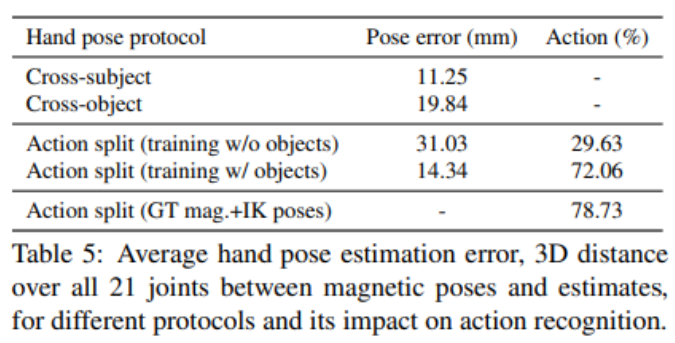 Hand pose protocol Pose error (mm) Action (%)
Cross-subject 11.25 -
Cross-object 19.84 -
Action split (training w/o objects) 31.03 29.63
Action split (training w/ objects) 14.34 72.06
Action split (GT mag.+IK poses) - 78.73
Table 5: Average hand pose estimation error, 3D distance
over all 21 joints between magnetic poses and estimates,
for different protocols and its impact on action recognition.